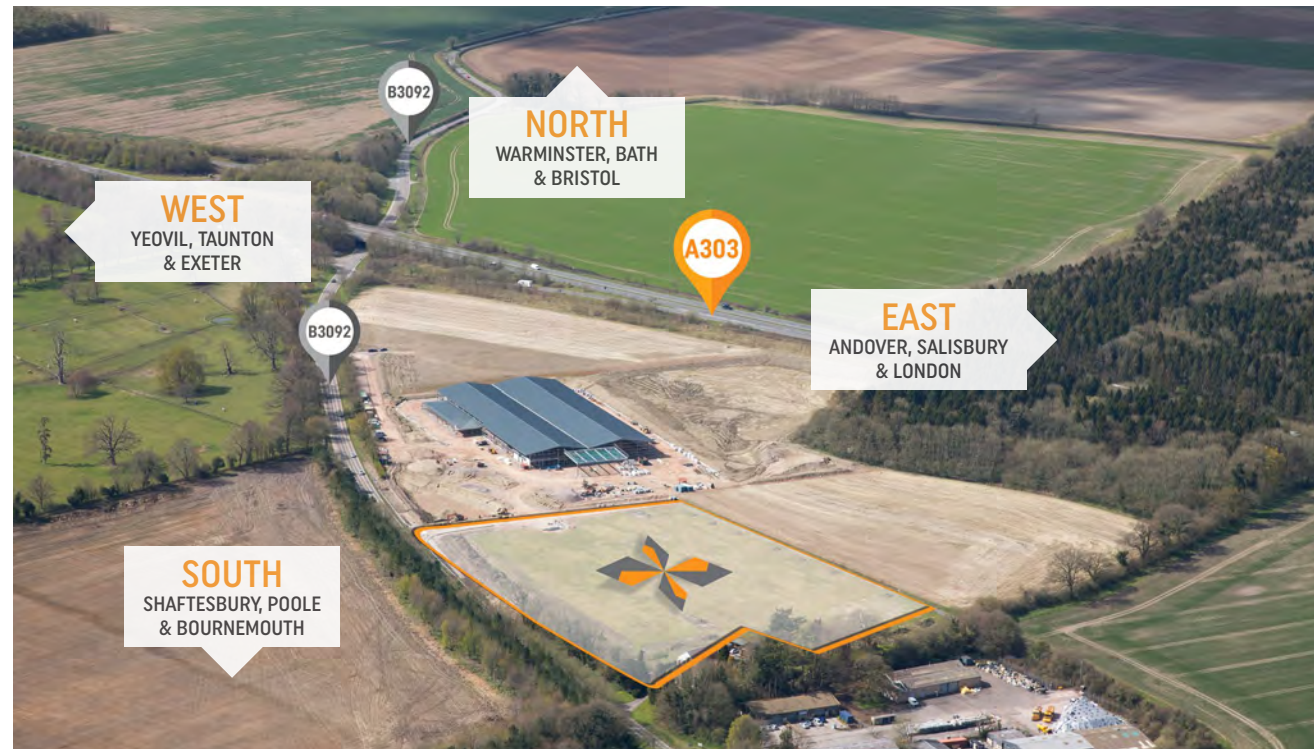 B3092
NORTH
WARMINSTER, BATH
& BRISTOL
WEST
YEOVIL, TAUNTON
& EXETER
A303
B3092
EAST
ANDOVER, SALISBURY
& LONDON
SOUTH
SHAFTESBURY, POOLE
& BOURNEMOUTH